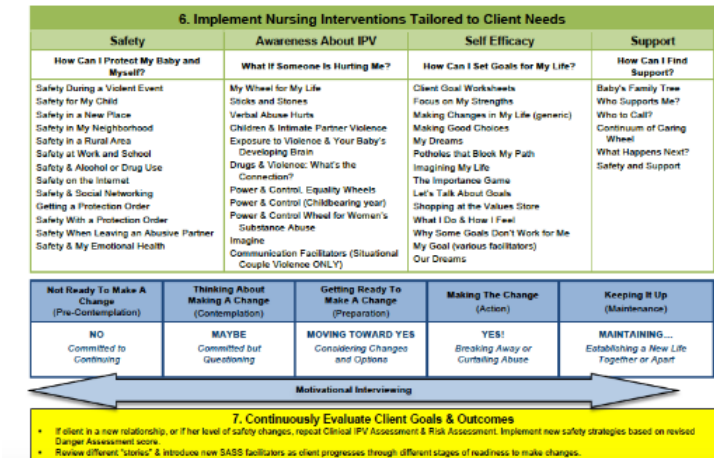 6. Implement Nursing Interventions Tailored to Client Needs
Safety
Awareness About IPV
Self Efficacy
Support
How Can I Protect My Baby and
Myself?
What If Someone Is Hurting Me?
How Can I Set Goals for My Life?
How Can I Find
Support?
Safety During a Violent Event
Safety for My Child
Safety in a New Place
Safety in My Neighborhood
Safety in a Rural Area
Safety at Work and School
Safety & Alcohol or Drug Use
Safety on the Internet
Safety & Social Networking
Getting a Protection Order
Safety With a Protection Order
Safety When Leaving an Abusive Partner
Safety & My Emotional Health
My Wheel for My Life
Sticks and Stones
Verbal Abuse Hurts
Children & Intimate Partner Violence
Exposure to Violence & Your Baby's
Developing Brain
Drugs & Violence: What's the
Connection?
Power & Control, Equality Wheels
Power & Control (Childbearing year)
Power & Control Wheel for Women's
Substance Abuse
Imagine
Communication Facilitators (Situational
Couple Violence ONLY)
Client Goal Worksheets
Focus on My Strengths
Making Changes in My Life (generic)
Making Good Choices
My Dreams
Potholes that Block My Path
Imagining My Life
The Importance Game
Let's Talk About Goals
Shopping at the Values Store
What I Do & How I Feel
Why Some Goals Don't Work for Me
My Goal (various facilitators)
Our Dreams
Baby's Family Tree
Who Supports Me?
Who to Call?
Continuum of Caring
Wheel
What Happens Next?
Safety and Support
Not Ready To Make A
Change
(Pre-Contemplation)
Thinking About
Making A Change
(Contemplation)
Getting Ready To
Make A Change
(Preparation)
Making The Change
(Action)
Keeping It Up
(Maintenance)
NO
Committed to
Continuing
MAYBE
Committed but
Questioning
MOVING TOWARD YES
Considering Changes
and Options
YES!
Breaking Away or
Curtailing Abuse
MAINTAINING...
Establishing a New Life
Together or Apart
Motivational Interviewing
7. Continuously Evaluate Client Goals & Outcomes
• If client in a new relationship, or if her level of safety changes, repeat Clinical IPV Assessment & Risk Assessment. Implement new safety strategies based on revised
Danger Assessment score.
• Review different "stories" & introduce new SASS facilitators as client progresses through different stages of readiness to make changes.